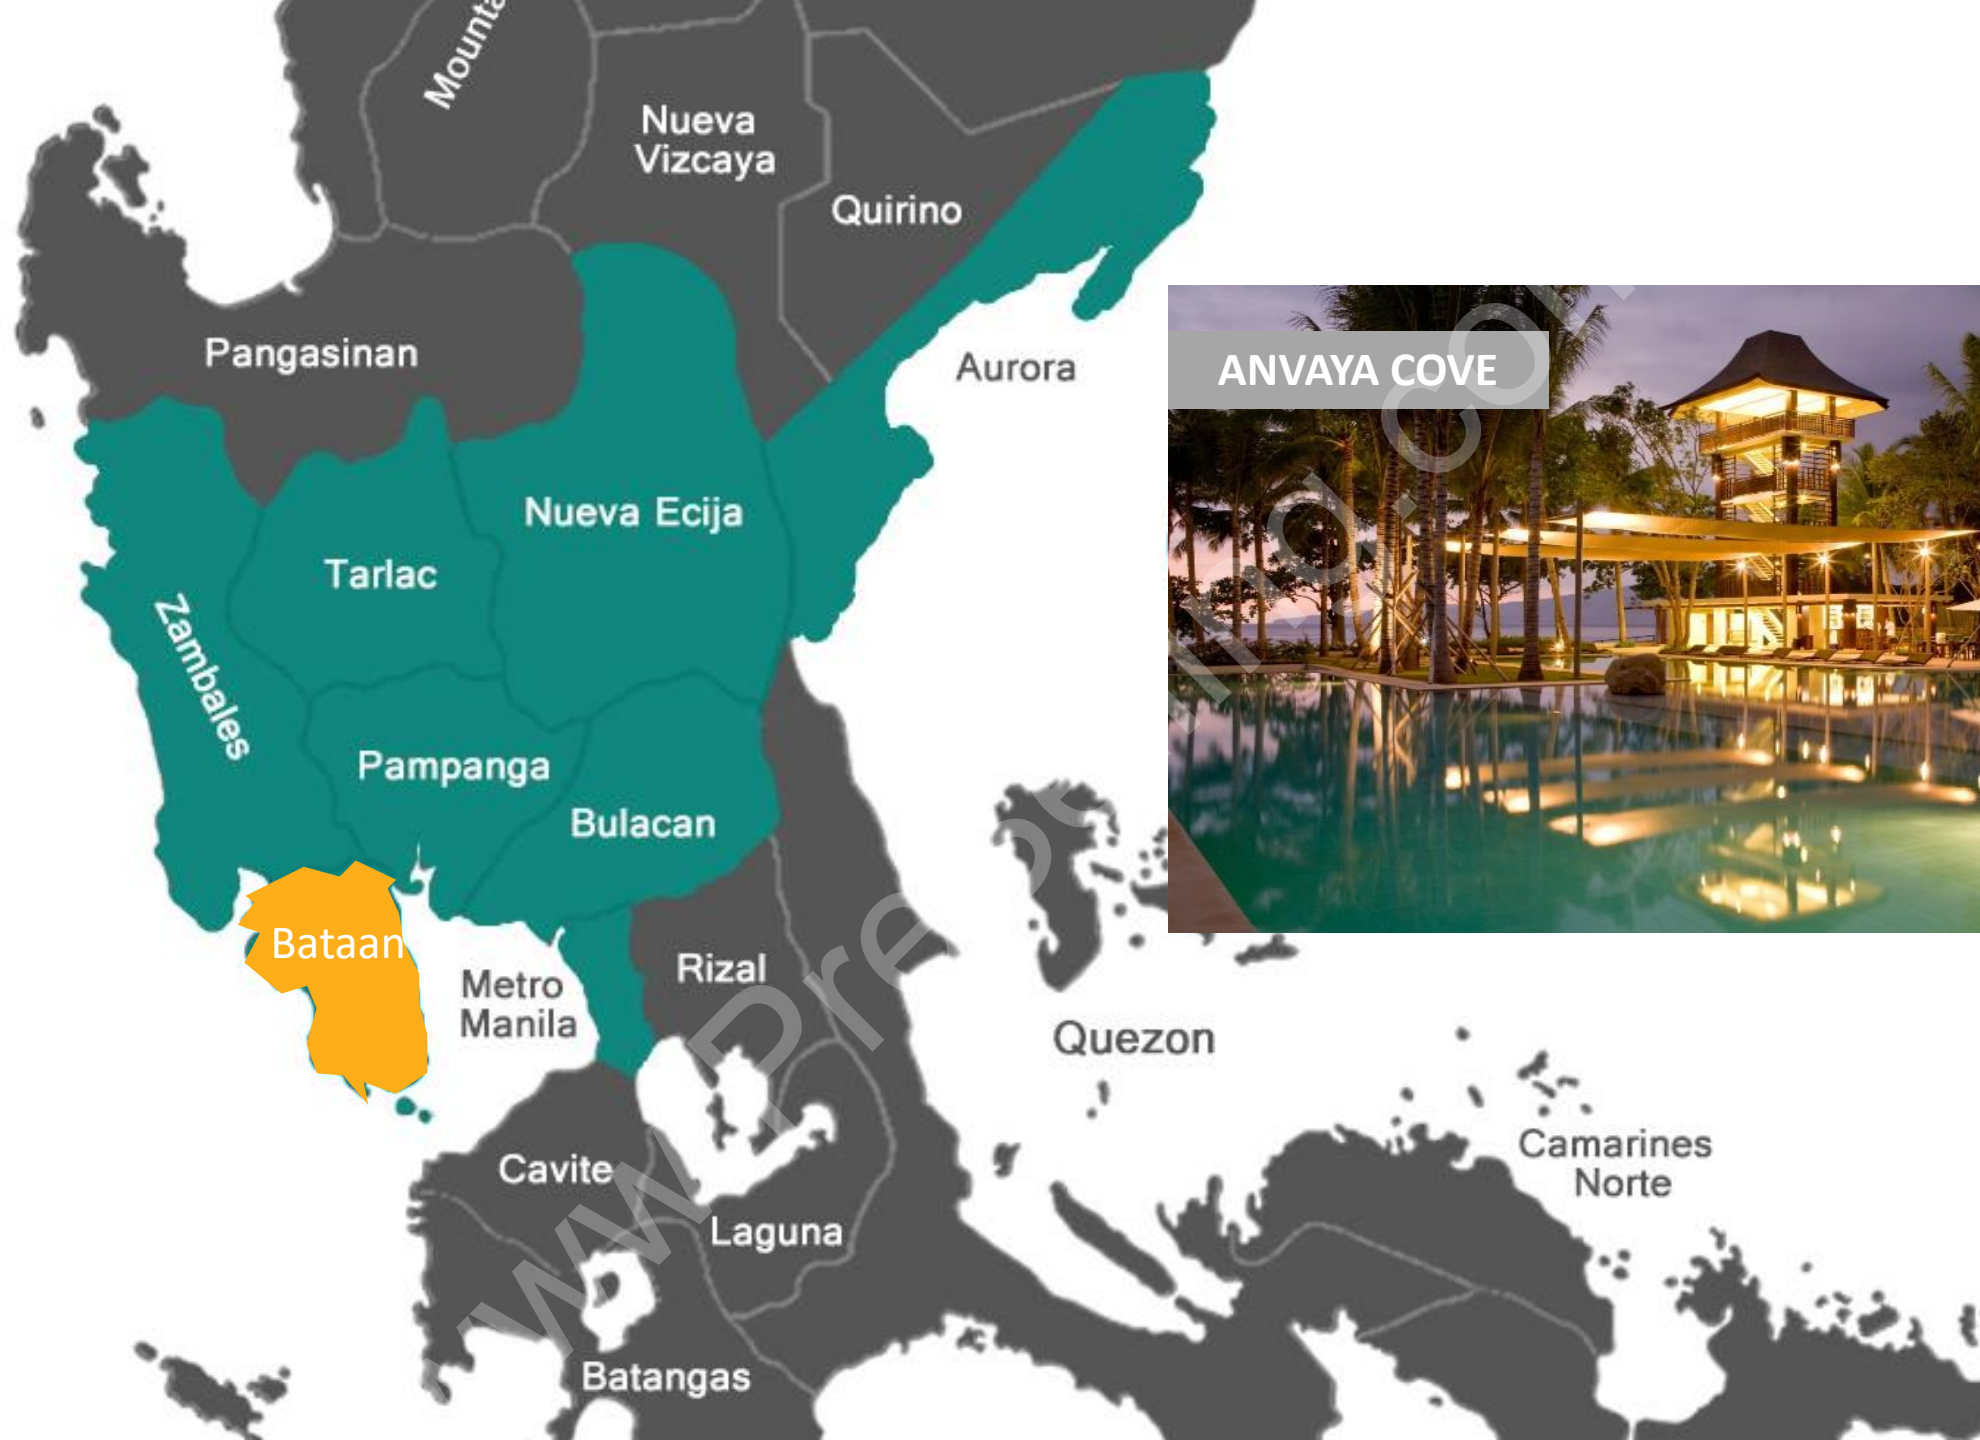 Mounta
Nueva
Vizcaya
Quirino
Pangasinan
Aurora
ANVAYA COVE
Nueva Ecija
Tarlac
Zambales
Pampanga
Bulacan
Bataan
Metro
Manila
Rizal
Quezon
Camarines
Norte
Cavite
Laguna
Batangas